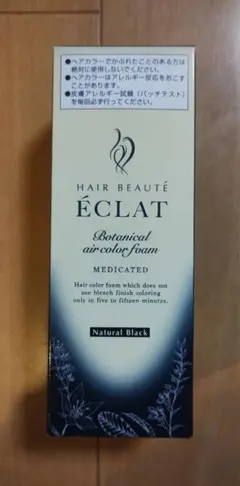 ●ヘアカラーでかぶれたことのある方は
絶対に使用しないでください。
●ヘアカラーはアレルギー反応をおこす
ことがあります。
●皮膚アレルギー試験(パッチテスト)
を毎回必ず行ってください。
HAIR BEAUTÉ
ÉCLAT
Botanical
air color foam
MEDICATED
Hair color foam which does not
use bleach finish coloring
only in five to fifteen minutes.
Natural Black